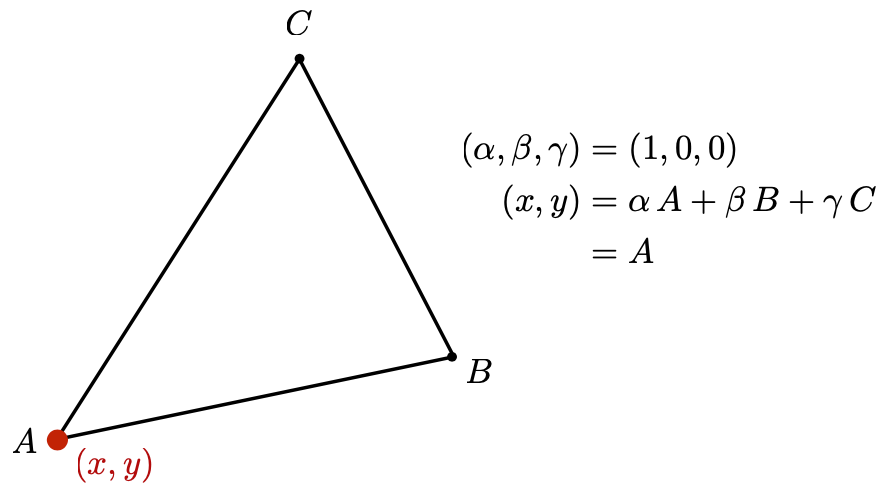 C
(α, β, γ) = (1, 0, 0)
(x, y) = α A + β B + γ C
= A
B
A
(x, y)